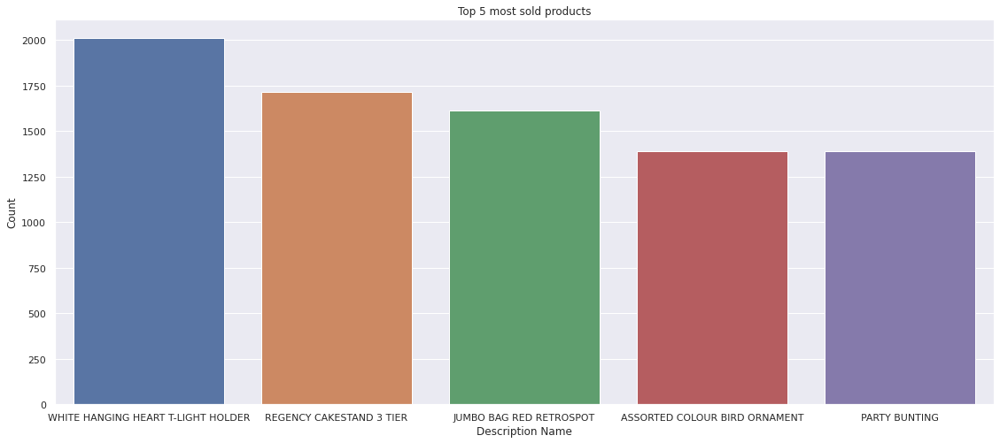 Top 5 most sold products
2000
1750
1500
1250
1000
750
500
250
0
Count
WHITE HANGING HEART T-LIGHT HOLDER
REGENCY CAKESTAND 3 TIER
JUMBO BAG RED RETROSPOT
ASSORTED COLOUR BIRD ORNAMENT
PARTY BUNTING
Description Name